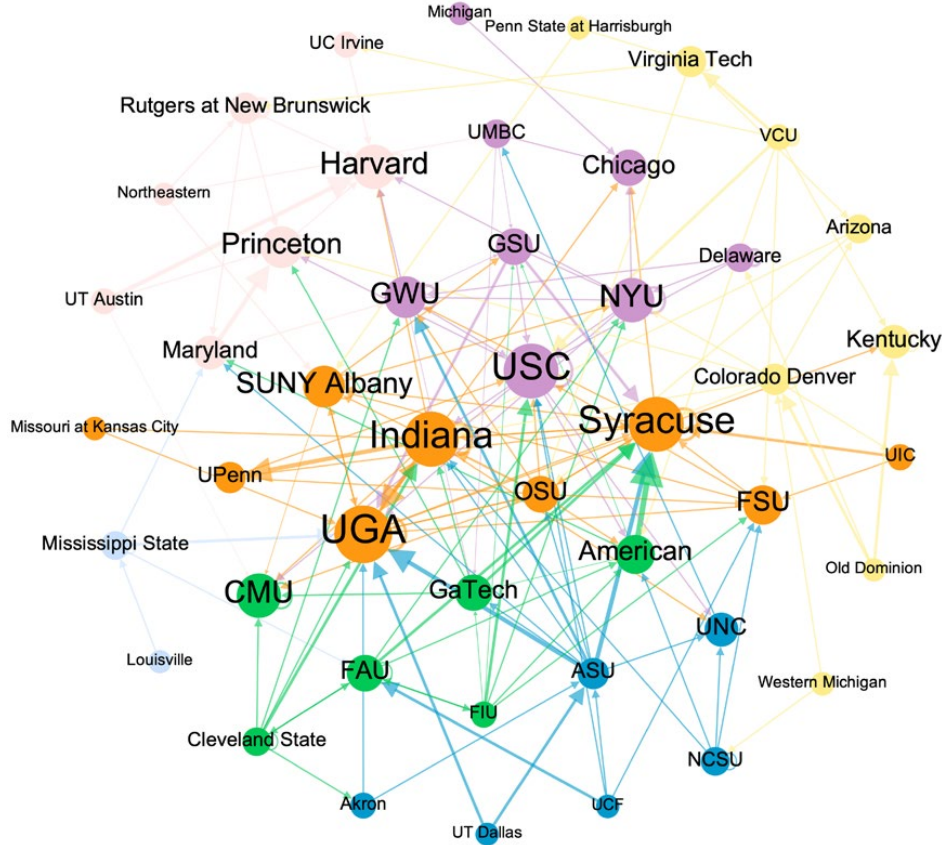 Michigan
Penn State at Harrisburgh
UC Irvine
Virginia Tech
Rutgers at New Brunswick
UMBC
VCU
Harvard
Chicago
Northeastern
Princeton
GSU
Arizona
Delaware
UT Austin
GWU
NYU
Kentucky
Maryland
USC
SUNY Albany
Colorado Denver
Missouri at Kansas City
Indiana
Syracuse
UIC
UPenn
OSU
FSU
UGA
Mississippi State
American
Old Dominion
CMU
GaTech
UNC
Louisville
FAU
ASU
Western Michigan
FIU
Cleveland State
NCSU
Akron
UCF
UT Dallas